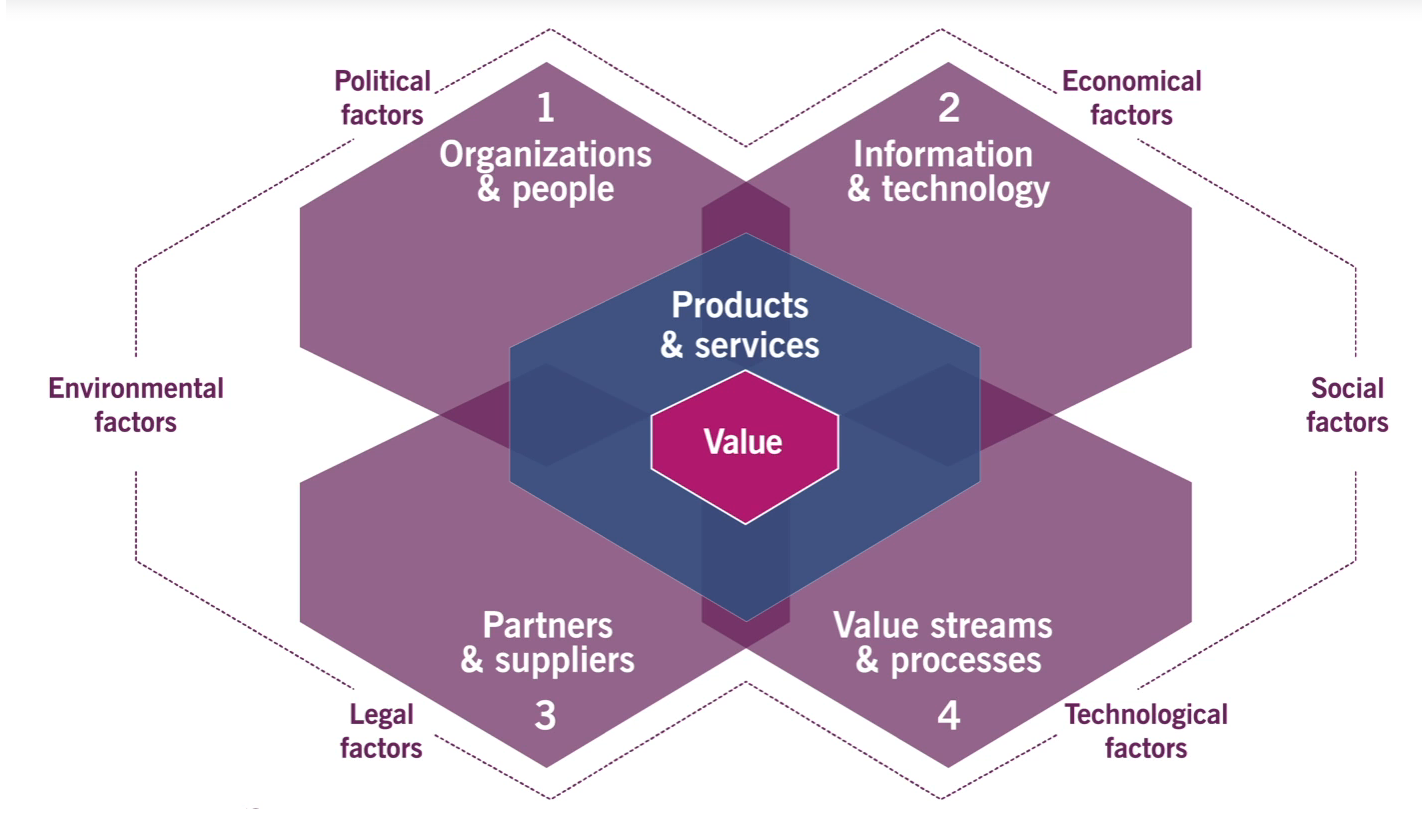 Political
factors
Economical
factors
1
Organizations
& people
2
Information
& technology
Products
& services
Environmental
factors
Value
Social
factors
Partners
& suppliers
3
Value streams
& processes
4
Legal
factors
Technological
factors